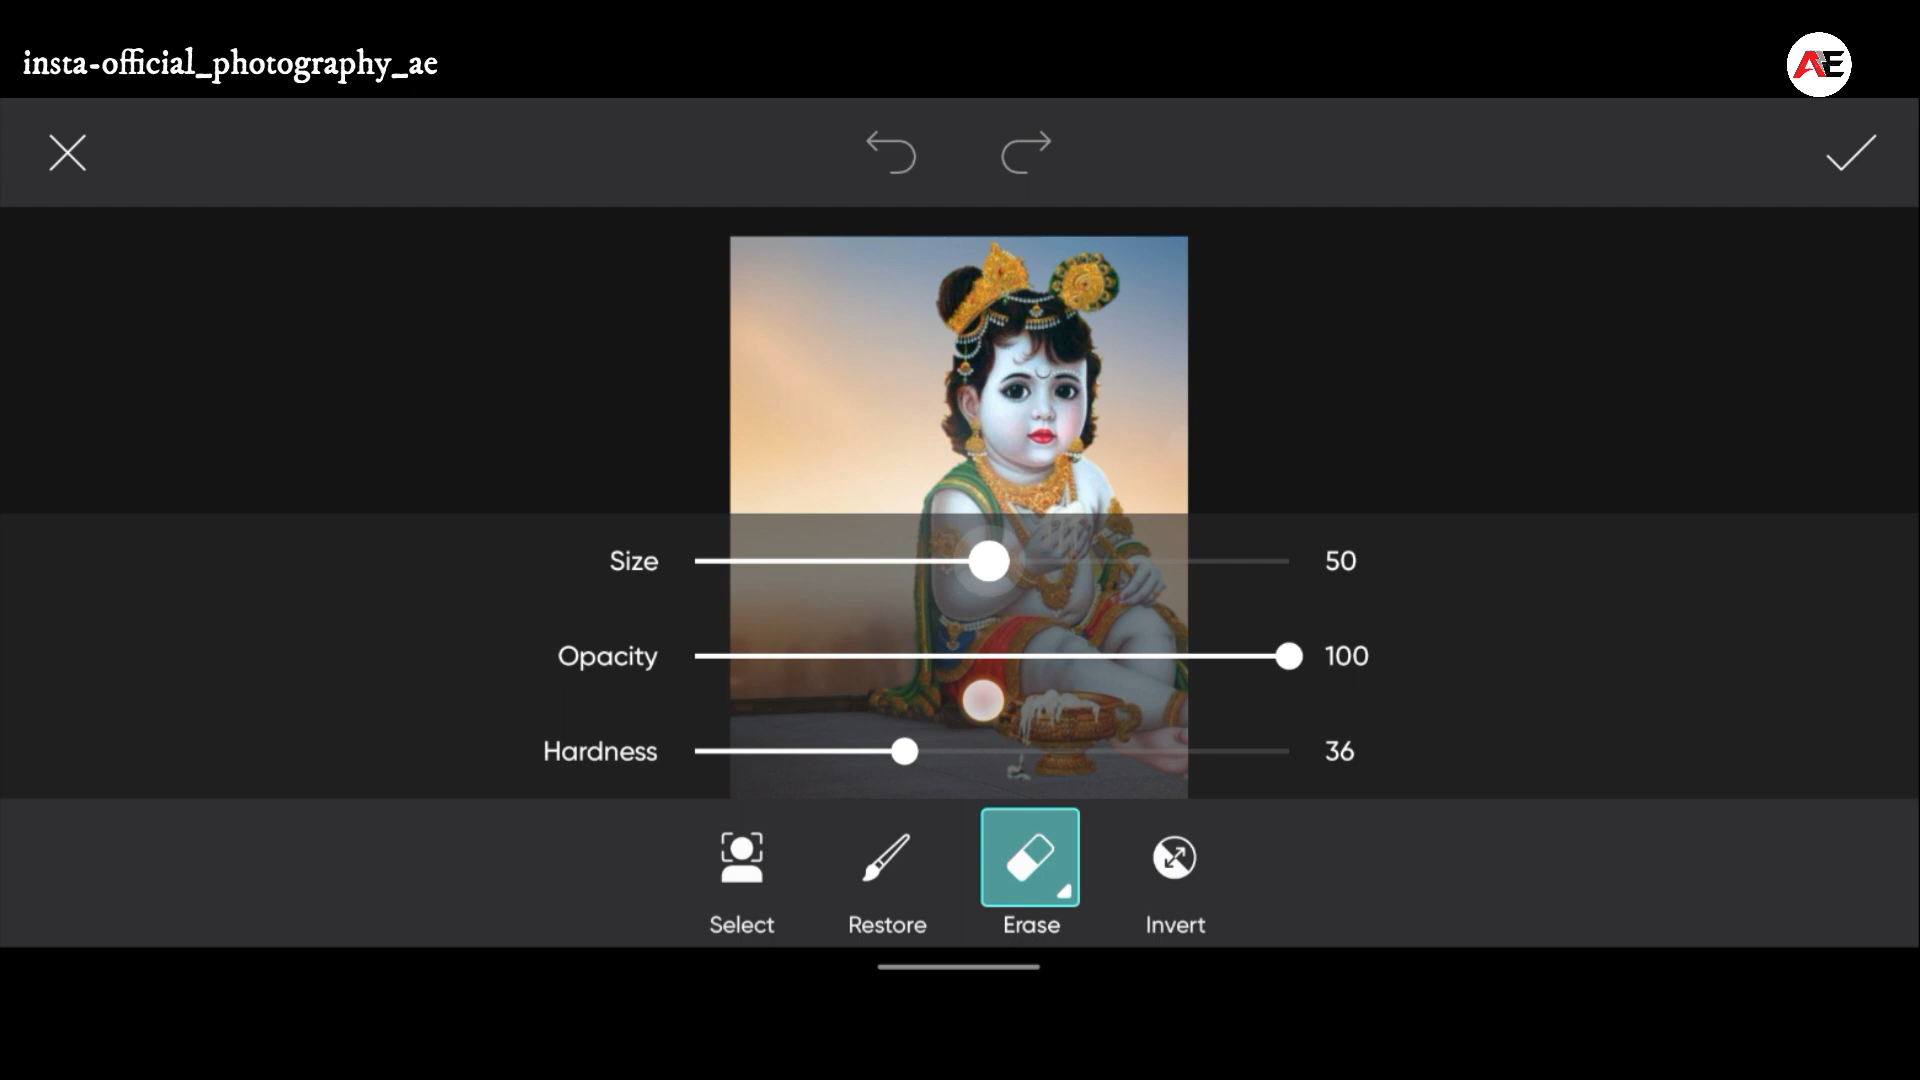 insta-official_photography_ae
AE
Size 50
Opacity 100
Hardness 36
Select Restore Erase Invert